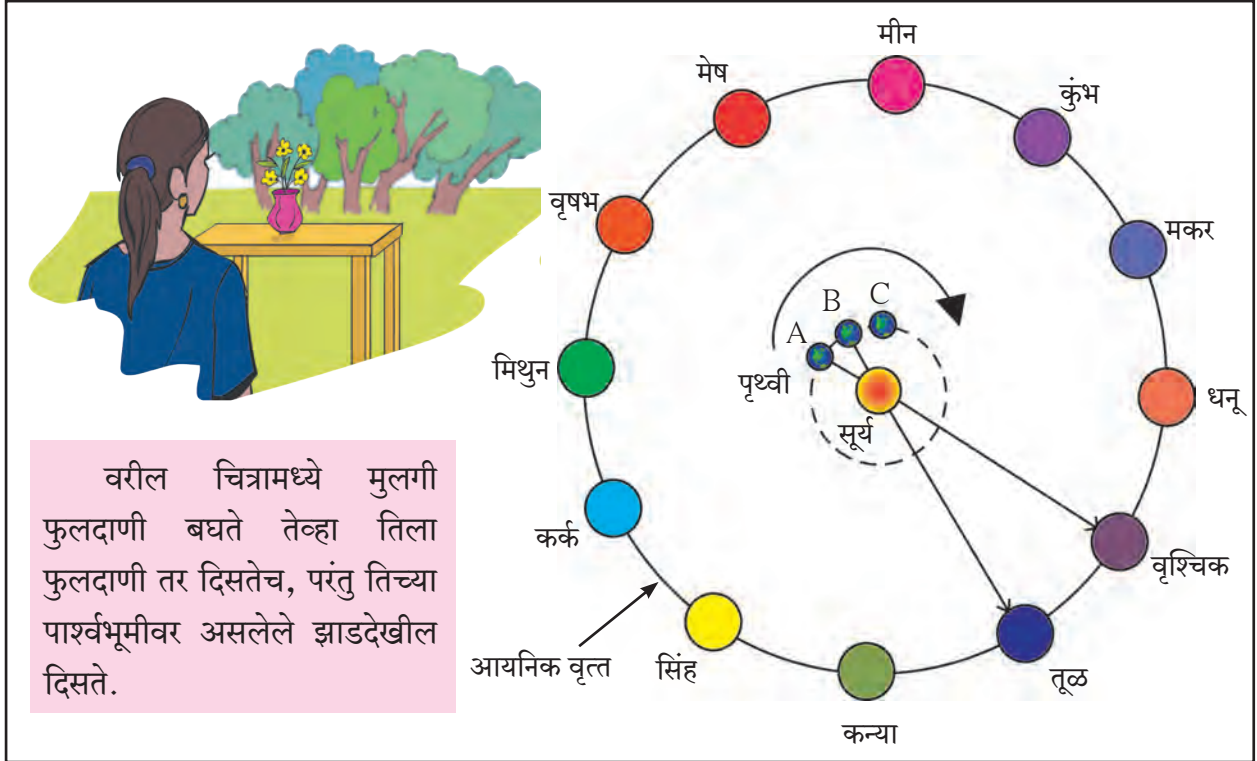 मीन
मेष
कुंभ
वृषभ
मकर
B C
A
मिथुन
पृथ्वी
धनू
सूर्य
वरील चित्रामध्ये मुलगी
फुलदाणी बघते तेव्हा तिला
फुलदाणी तर दिसतेच, परंतु तिच्या
पार्श्वभूमीवर असलेले झाडदेखील
दिसते.
कर्क
वृश्चिक
आयनिक वृत्त
सिंह
तूळ
कन्या